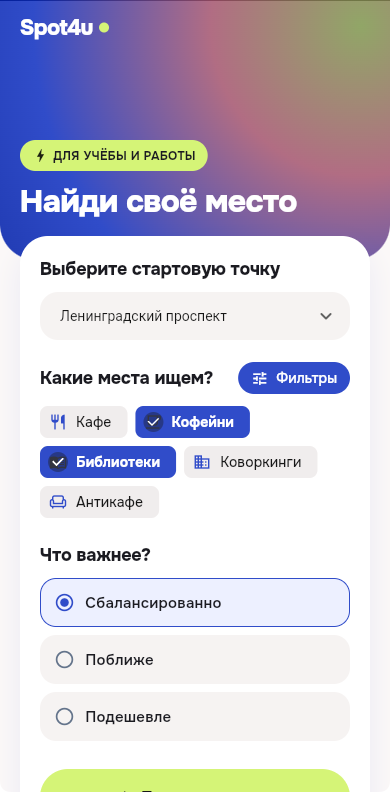 Spot4u
ДЛЯ УЧЁБЫ И РАБОТЫ
Найди своё место
Выберите стартовую точку
Ленинградский проспект
Какие места ищем?
Фильтры
Кафе
Кофейни
Библиотеки
Коворкинги
Антикафе
Что важнее?
Сбалансированно
Поближе
Подешевле